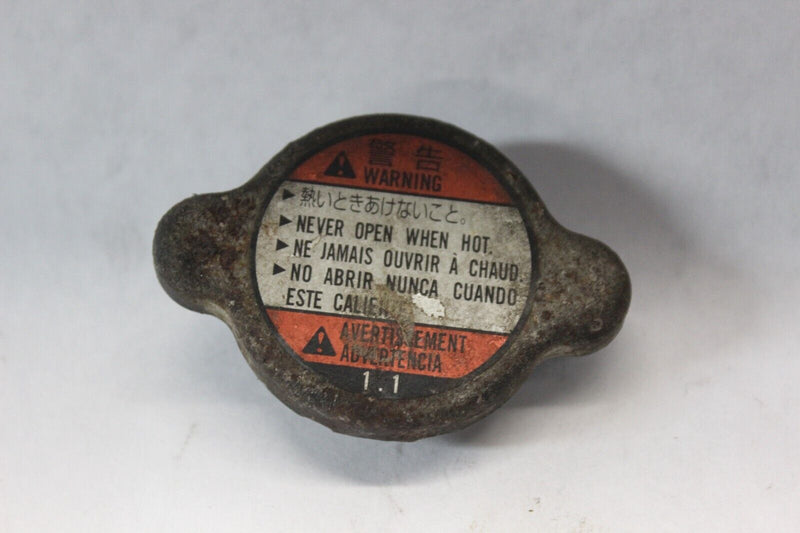 警告
WARNING
熱いときあけないこと。
NEVER OPEN WHEN HOT.
NE JAMAIS OUVRIR À CHAUD.
NO ABRIR NUNCA CUANDO
ESTE
AVERTISSEMENT
ADVERTENCIA
1.1